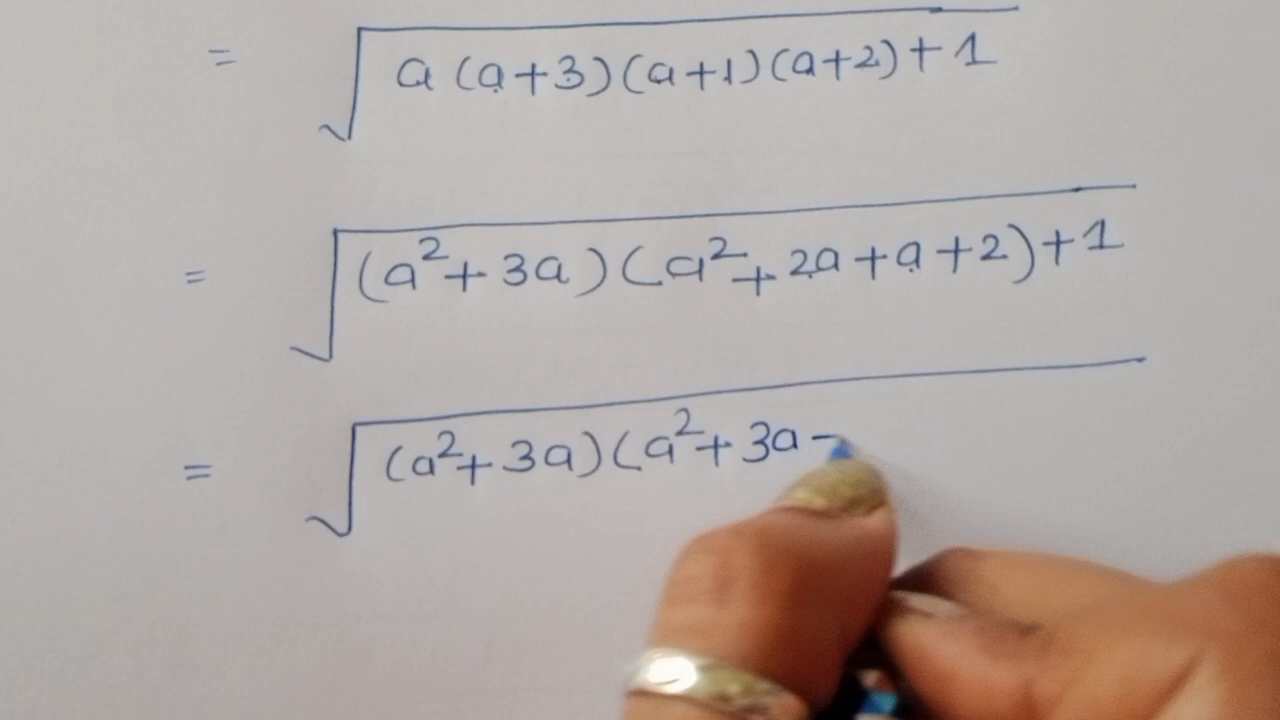 = √a(a+3)(a+1)(a+2)+1
= √(a²+3a)(a²+2a+a+2)+1
= √(a²+3a)(a²+3a-